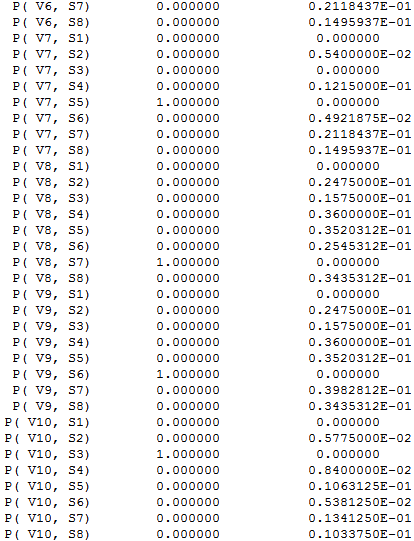 P( V6, S7) 0.000000 0.2118437E-01
P( V6, S8) 0.000000 0.1495937E-01
P( V7, S1) 0.000000 0.000000
P( V7, S2) 0.000000 0.5400000E-02
P( V7, S3) 0.000000 0.000000
P( V7, S4) 0.000000 0.1215000E-01
P( V7, S5) 1.000000 0.000000
P( V7, S6) 0.000000 0.4921875E-02
P( V7, S7) 0.000000 0.2118437E-01
P( V7, S8) 0.000000 0.1495937E-01
P( V8, S1) 0.000000 0.000000
P( V8, S2) 0.000000 0.2475000E-01
P( V8, S3) 0.000000 0.1575000E-01
P( V8, S4) 0.000000 0.3600000E-01
P( V8, S5) 0.000000 0.3520312E-01
P( V8, S6) 0.000000 0.2545312E-01
P( V8, S7) 1.000000 0.000000
P( V8, S8) 0.000000 0.3435312E-01
P( V9, S1) 0.000000 0.000000
P( V9, S2) 0.000000 0.2475000E-01
P( V9, S3) 0.000000 0.1575000E-01
P( V9, S4) 0.000000 0.3600000E-01
P( V9, S5) 0.000000 0.3520312E-01
P( V9, S6) 1.000000 0.000000
P( V9, S7) 0.000000 0.3982812E-01
P( V9, S8) 0.000000 0.3435312E-01
P( V10, S1) 0.000000 0.000000
P( V10, S2) 0.000000 0.5775000E-02
P( V10, S3) 1.000000 0.000000
P( V10, S4) 0.000000 0.8400000E-02
P( V10, S5) 0.000000 0.1063125E-01
P( V10, S6) 0.000000 0.5381250E-02
P( V10, S7) 0.000000 0.1341250E-01
P( V10, S8) 0.000000 0.1033750E-01